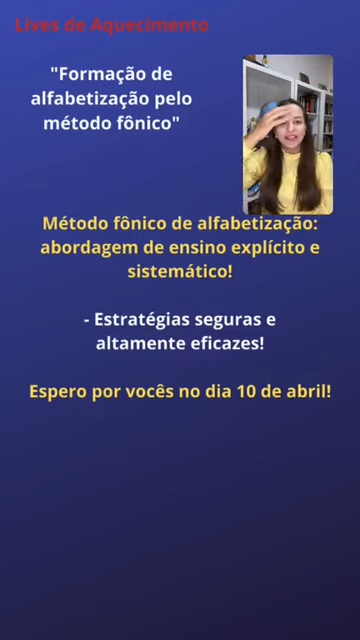 Lives de Aquecimento
"Formação de
alfabetização pelo
método fônico"
Método fônico de alfabetização:
abordagem de ensino explícito e
sistemático!
- Estratégias seguras e
altamente eficazes!
Espero por vocês no dia 10 de abril!